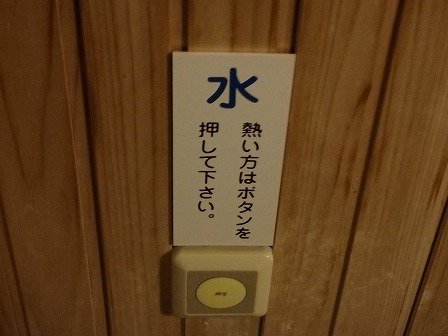 水
熱い方はボタンを
押して下さい。